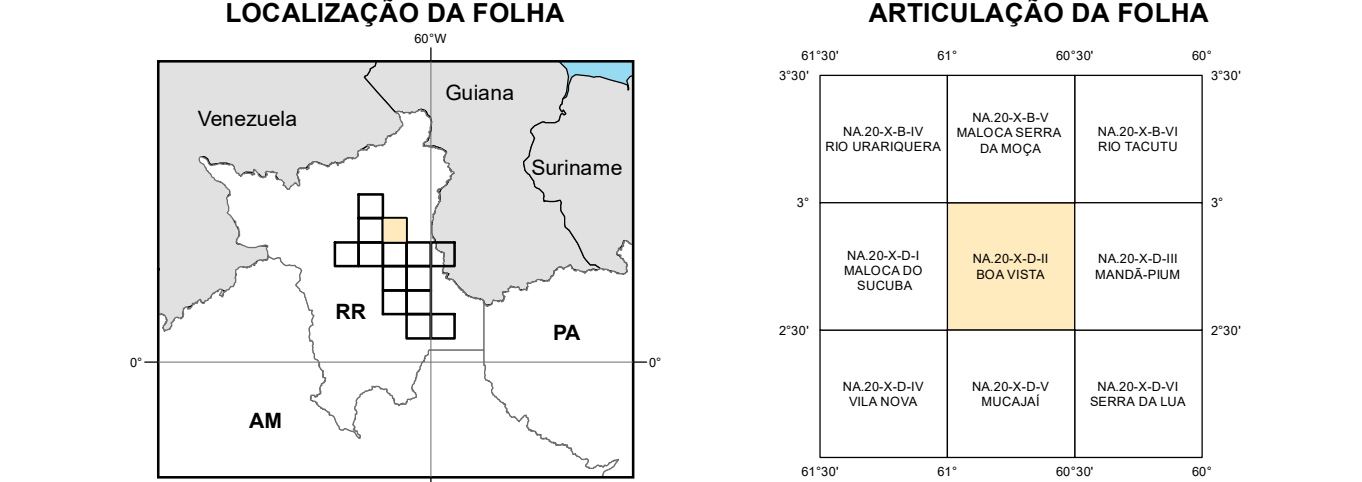 LOCALIZAÇÃO DA FOLHA
60°W
Venezuela
Guiana
Suriname
RR
PA
AM
0°
0°
ARTICULAÇÃO DA FOLHA
61°30'
61°
60°30'
60°
3°30'
3°30'
NA.20-X-B-IV
RIO URARIQUERA
NA.20-X-B-V
MALOCA SERRA
DA MOÇA
NA.20-X-B-VI
RIO TACUTU
3°
3°
NA.20-X-D-I
MALOCA DO
SUCUBA
NA.20-X-D-II
BOA VISTA
NA.20-X-D-III
MANDÃ-PIUM
2°30'
2°30'
NA.20-X-D-IV
VILA NOVA
NA.20-X-D-V
MUCAJAÍ
NA.20-X-D-VI
SERRA DA LUA
61°30'
61°
60°30'
60°